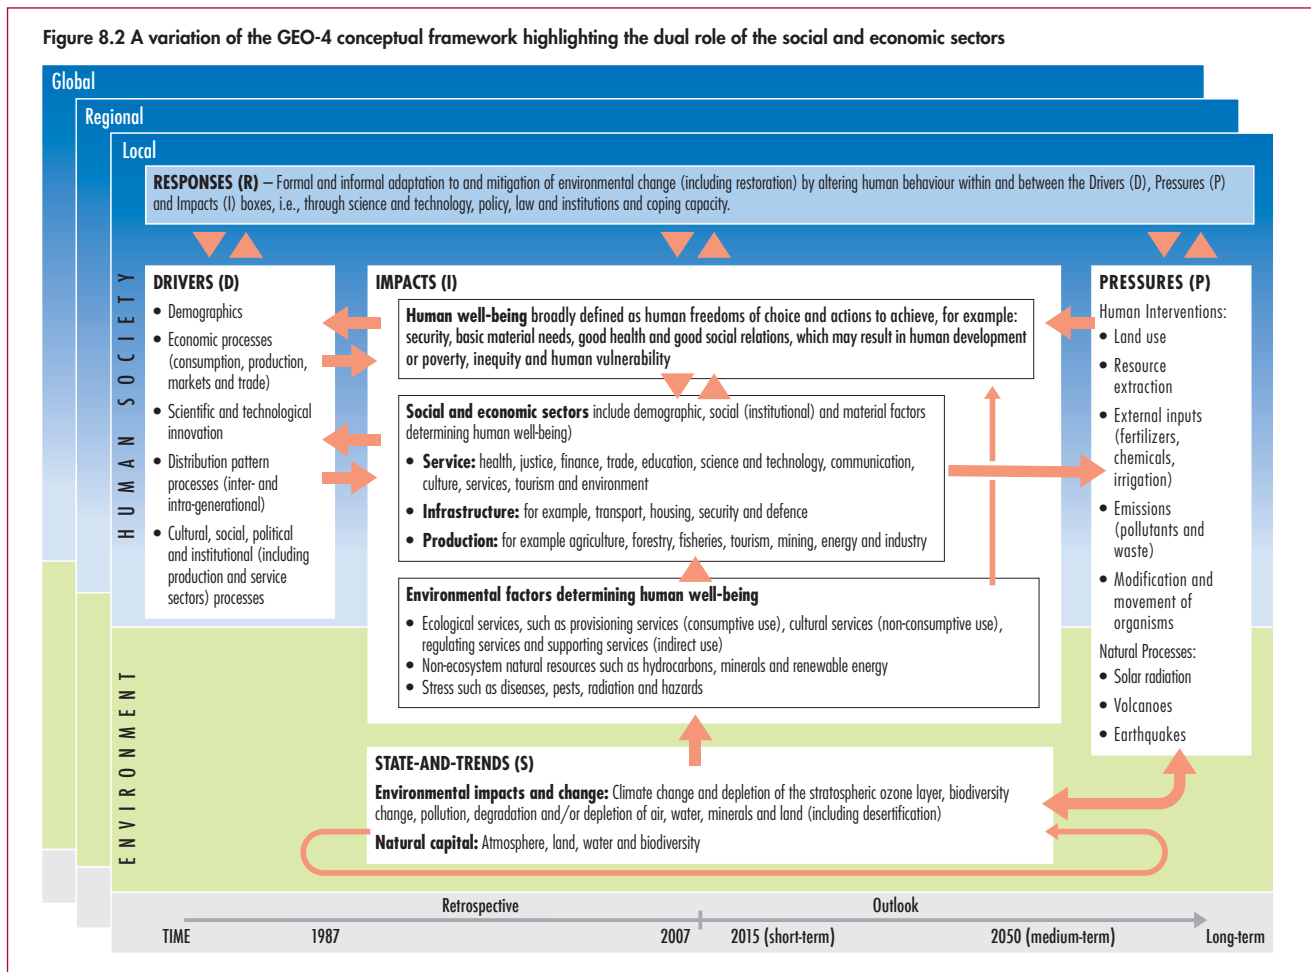 Figure 8.2 A variation of the GEO-4 conceptual framework highlighting the dual role of the social and economic sectors
Global
Regional
Local
RESPONSES (R) – Formal and informal adaptation to and mitigation of environmental change (including restoration) by altering human behaviour within and between the Drivers (D), Pressures (P)
and Impacts (I) boxes, i.e., through science and technology, policy, law and institutions and coping capacity.
HUMAN SOCIETY
DRIVERS (D)
• Demographics
• Economic processes
(consumption, production,
markets and trade)
• Scientific and technological
innovation
• Distribution pattern
processes (inter- and
intra-generational)
• Cultural, social, political
and institutional (including
production and service
sectors) processes
IMPACTS (I)
Human well-being broadly defined as human freedoms of choice and actions to achieve, for example:
security, basic material needs, good health and good social relations, which may result in human development
or poverty, inequity and human vulnerability
Social and economic sectors include demographic, social (institutional) and material factors
determining human well-being)
• Service: health, justice, finance, trade, education, science and technology, communication,
culture, services, tourism and environment
• Infrastructure: for example, transport, housing, security and defence
• Production: for example agriculture, forestry, fisheries, tourism, mining, energy and industry
Environmental factors determining human well-being
• Ecological services, such as provisioning services (consumptive use), cultural services (non-consumptive use),
regulating services and supporting services (indirect use)
• Non-ecosystem natural resources such as hydrocarbons, minerals and renewable energy
• Stress such as diseases, pests, radiation and hazards
PRESSURES (P)
Human Interventions:
• Land use
• Resource
extraction
• External inputs
(fertilizers,
chemicals,
irrigation)
• Emissions
(pollutants and
waste)
• Modification and
movement of
organisms
Natural Processes:
• Solar radiation
• Volcanoes
• Earthquakes
ENVIRONMENT
STATE-AND-TRENDS (S)
Environmental impacts and change: Climate change and depletion of the stratospheric ozone layer, biodiversity
change, pollution, degradation and/or depletion of air, water, minerals and land (including desertification)
Natural capital: Atmosphere, land, water and biodiversity
Retrospective
Outlook
TIME
1987
2007
2015 (short-term)
2050 (medium-term)
Long-term